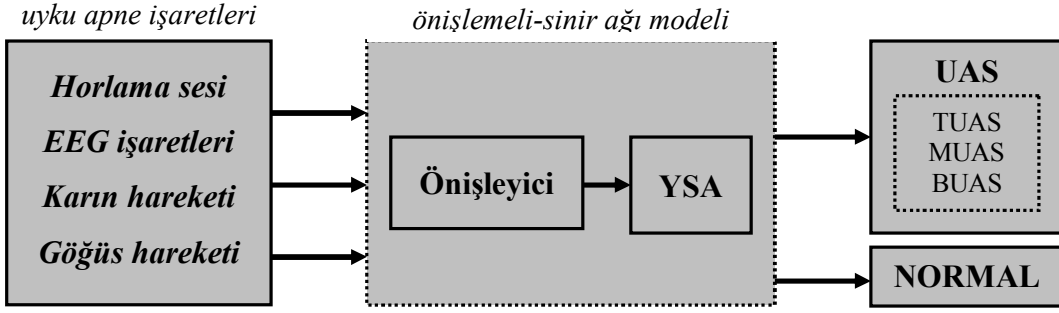 uyku apne işaretleri
önişlemeli-sinir ağı modeli
Horlama sesi
EEG işaretleri
Karın hareketi
Göğüs hareketi
Önişleyici
YSA
UAS
TUAS
MUAS
BUAS
NORMAL